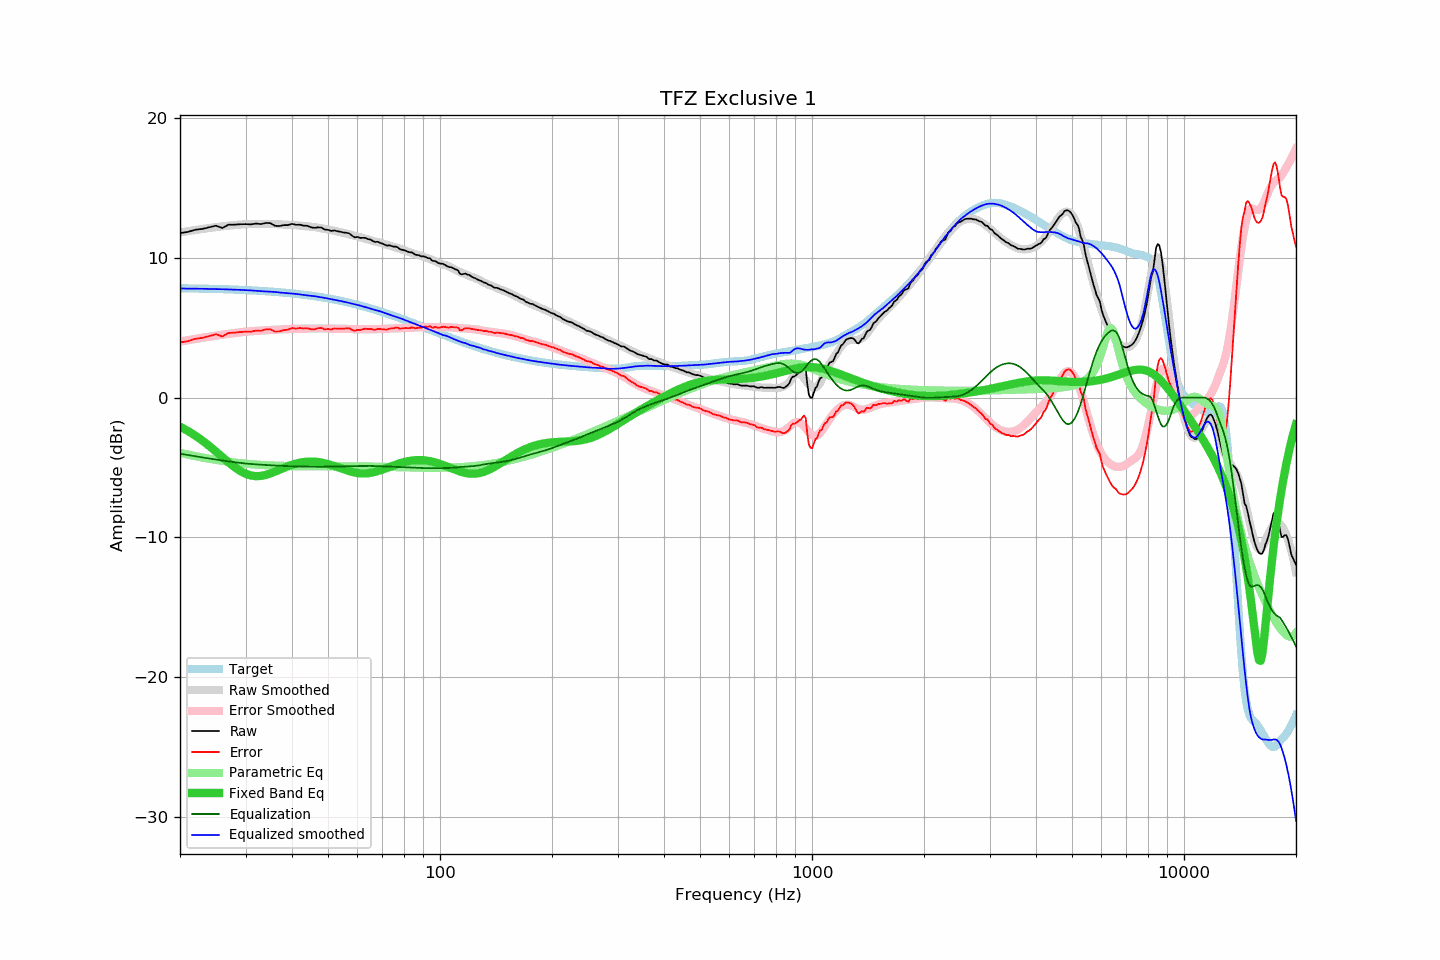 TFZ Exclusive 1
20
10
0
−10
−20
−30
Amplitude (dBr)
Target
Raw Smoothed
Error Smoothed
Raw
Error
Parametric Eq
Fixed Band Eq
Equalization
Equalized smoothed
100
1000
10000
Frequency (Hz)